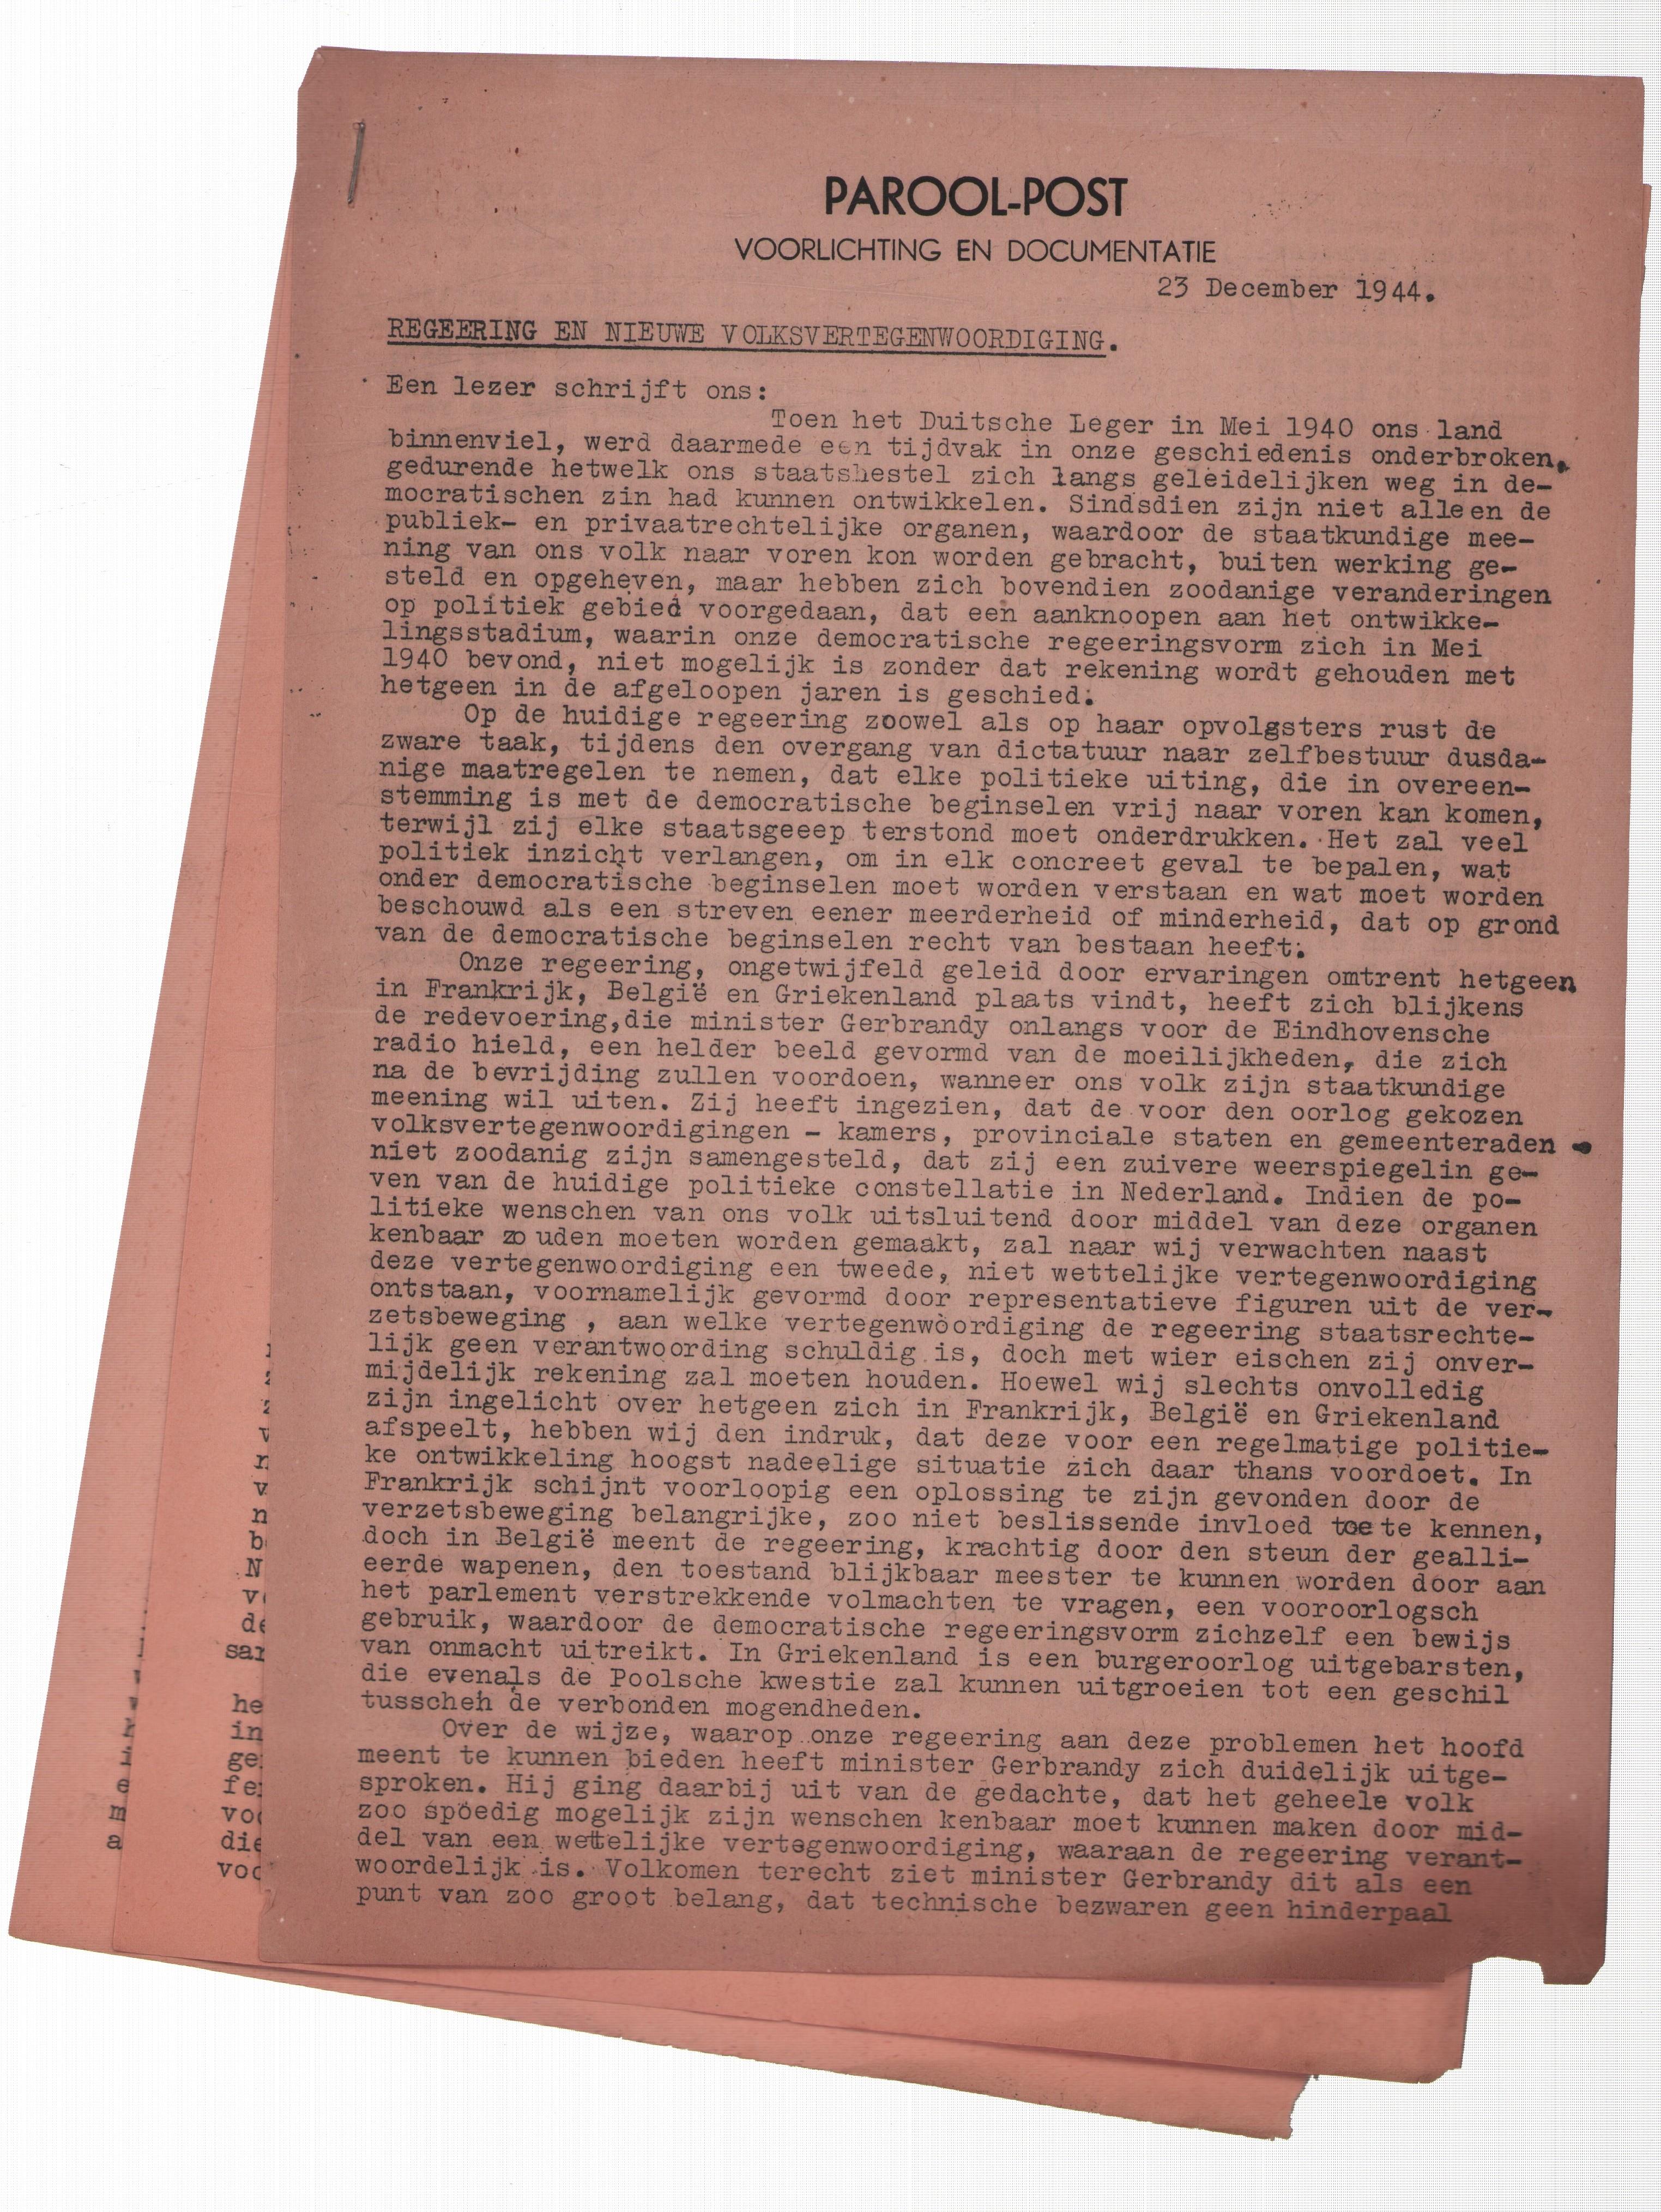 PAROOL-POST
VOORLICHTING EN DOCUMENTATIE
23 December 1944.
REGEERING EN NIEUWE VOLKSVERTEGENWOORDIGING.
Een lezer schrijft ons:
Toen het Duitsche Leger in Mei 1940 ons land
binnenviel, werd daarmede een tijdvak in onze geschiedenis onderbroken,
gedurende hetwelk ons staatsbestel zich langs geleidelijken weg in de-
mocratischen zin had kunnen ontwikkelen. Sindsdien zijn niet alleen de
publiek- en privaatrechtelijke organen, waardoor de staatkundige mee-
ning van ons volk naar voren kon worden gebracht, buiten werking ge-
steld en opgeheven, maar hebben zich bovendien zoodanige veranderingen
op politiek gebied voorgedaan, dat een aanknoopen aan het ontwikke-
lingsstadium, waarin onze democratische regeeringsvorm zich in Mei
1940 bevond, niet mogelijk is zonder dat rekening wordt gehouden met
hetgeen in de afgeloopen jaren is geschied.
Op de huidige regeering zoowel als op haar opvolgsters rust de
zware taak, tijdens den overgang van dictatuur naar zelfbestuur dusda-
nige maatregelen te nemen, dat elke politieke uiting, die in overeen-
stemming is met de democratische beginselen vrij naar voren kan komen,
terwijl zij elke staatsgeeep terstond moet onderdrukken. Het zal veel
politiek inzicht verlangen, om in elk concreet geval te bepalen, wat
onder democratische beginselen moet worden verstaan en wat moet worden
beschouwd als een streven eener meerderheid of minderheid, dat op grond
van de democratische beginselen recht van bestaan heeft.
Onze regeering, ongetwijfeld geleid door ervaringen omtrent hetgeen
in Frankrijk, België en Griekenland plaats vindt, heeft zich blijkens
de redevoering,die minister Gerbrandy onlangs voor de Eindhovensche
radio hield, een helder beeld gevormd van de moeilijkheden, die zich
na de bevrijding zullen voordoen, wanneer ons volk zijn staatkundige
meening wil uiten. Zij heeft ingezien, dat de voor den oorlog gekozen
volksvertegenwoordigingen - kamers, provinciale staten en gemeenteraden -
niet zoodanig zijn samengesteld, dat zij een zuivere weerspiegelin ge-
ven van de huidige politieke constellatie in Nederland. Indien de po-
litieke wenschen van ons volk uitsluitend door middel van deze organen
kenbaar zouden moeten worden gemaakt, zal naar wij verwachten naast
deze vertegenwoordiging een tweede, niet wettelijke vertegenwoordiging
ontstaan, voornamelijk gevormd door representatieve figuren uit de ver-
zetsbeweging , aan welke vertegenwoordiging de regeering staatsrechte-
lijk geen verantwoording schuldig is, doch met wier eischen zij onver-
mijdelijk rekening zal moeten houden. Hoewel wij slechts onvolledig
zijn ingelicht over hetgeen zich in Frankrijk, België en Griekenland
afspeelt, hebben wij den indruk, dat deze voor een regelmatige politie-
ke ontwikkeling hoogst nadeelige situatie zich daar thans voordoet. In
Frankrijk schijnt voorloopig een oplossing te zijn gevonden door de
verzetsbeweging belangrijke, zoo niet beslissende invloed toe te kennen,
doch in België meent de regeering, krachtig door den steun der gealli-
eerde wapenen, den toestand blijkbaar meester te kunnen worden door aan
het parlement verstrekkende volmachten te vragen, een vooroorlogsch
gebruik, waardoor de democratische regeeringsvorm zichzelf een bewijs
van onmacht uitreikt. In Griekenland is een burgeroorlog uitgebarsten,
die evenals de Poolsche kwestie zal kunnen uitgroeien tot een geschil
tusscheh de verbonden mogendheden.
Over de wijze, waarop onze regeering aan deze problemen het hoofd
meent te kunnen bieden heeft minister Gerbrandy zich duidelijk uitge-
sproken. Hij ging daarbij uit van de gedachte, dat het geheele volk
zoo spoedig mogelijk zijn wenschen kenbaar moet kunnen maken door mid-
del van een wettelijke vertegenwoordiging, waaraan de regeering verant-
woordelijk is. Volkomen terecht ziet minister Gerbrandy dit als een
punt van zoo groot belang, dat technische bezwaren geen hinderpaal